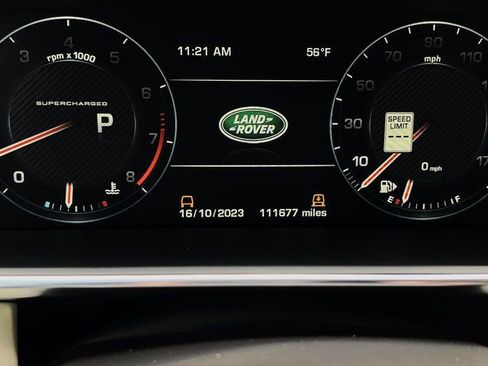 3 4 5
2 6
rpm x 1000
SUPERCHARGED
P
7
0 8
11:21 AM 56°F
LAND
ROVER
16/10/2023 111677 miles
70 90 110
mph
50
30
10
SPEED
LIMIT
---
0 mph
E F